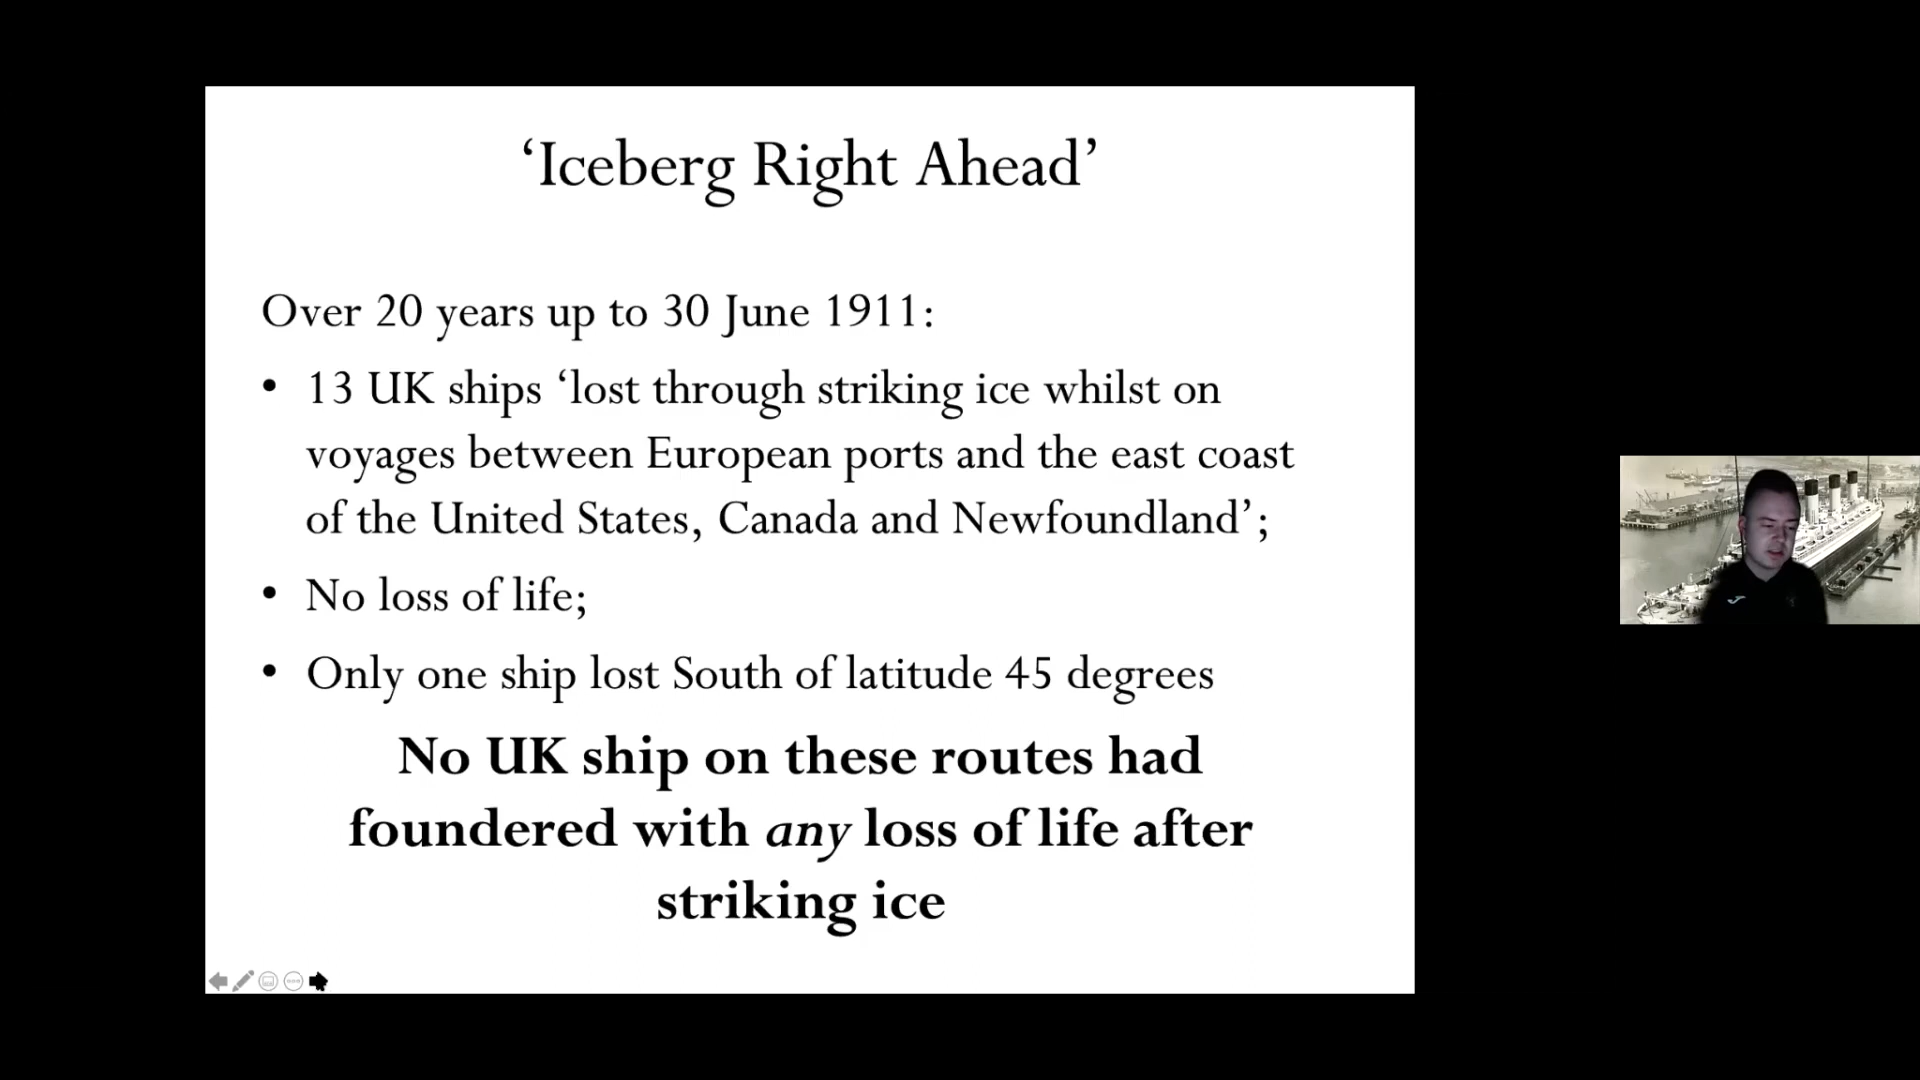 ‘Iceberg Right Ahead’
Over 20 years up to 30 June 1911:
• 13 UK ships ‘lost through striking ice whilst on
voyages between European ports and the east coast
of the United States, Canada and Newfoundland’;
• No loss of life;
• Only one ship lost South of latitude 45 degrees
No UK ship on these routes had
foundered with any loss of life after
striking ice